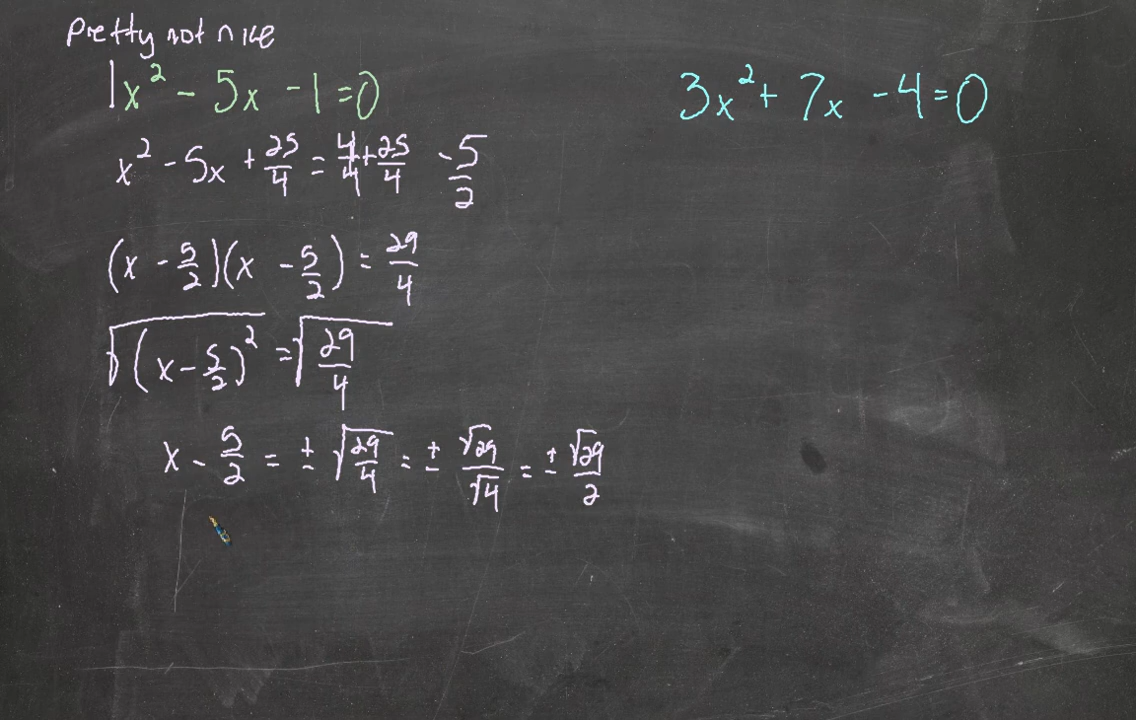 Pretty not nice
1x² - 5x - 1 = 0
x² - 5x + 25/4 = 4/4 + 25/4   -5/2
(x - 5/2)(x - 5/2) = 29/4
√(x - 5/2)² = √29/4
x - 5/2 = ± √29/4 = ± √29/√4 = ± √29/2
3x² + 7x - 4 = 0